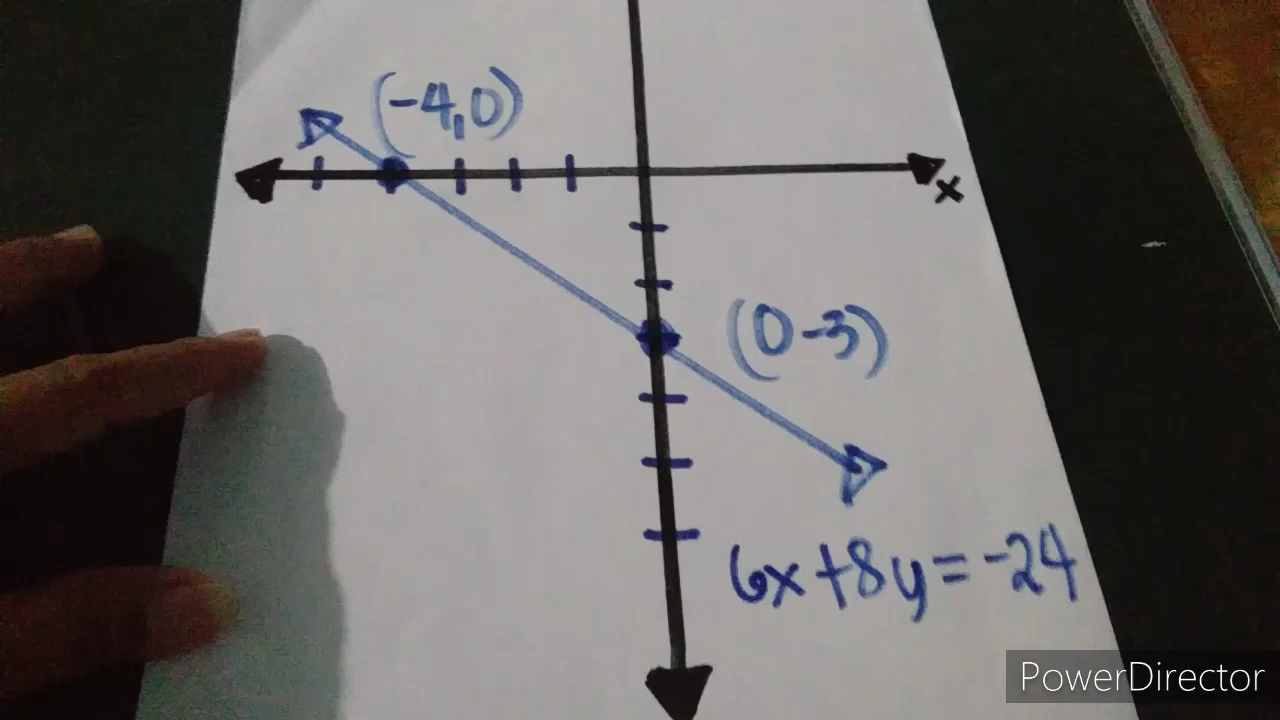 (-4,0)
x
(0-3)
6x+8y=-24
PowerDirector